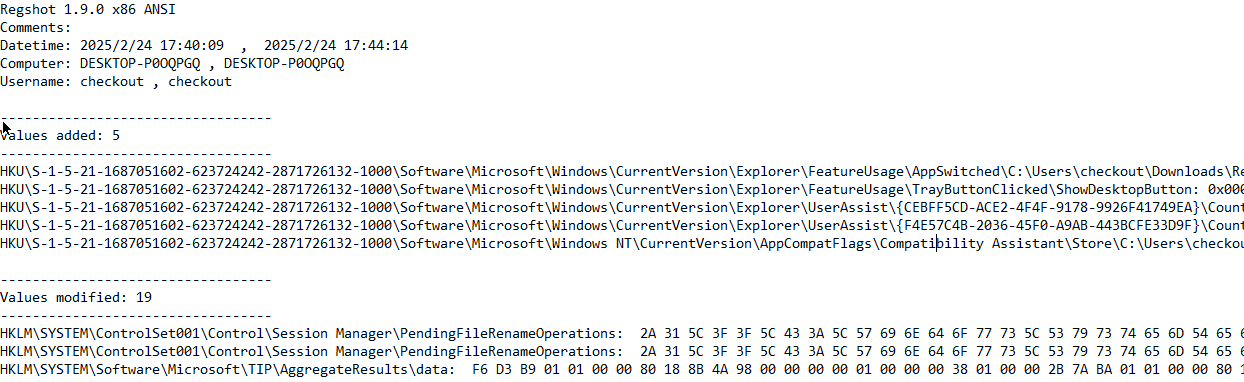 Regshot 1.9.0 x86 ANSI
Comments:
Datetime: 2025/2/24 17:40:09  ,  2025/2/24 17:44:14
Computer: DESKTOP-P0OQPGQ , DESKTOP-P0OQPGQ
Username: checkout , checkout
----------------------------------
Values added: 5
----------------------------------
HKU\S-1-5-21-1687051602-623724242-2871726132-1000\Software\Microsoft\Windows\CurrentVersion\Explorer\FeatureUsage\AppSwitched\C:\Users\checkout\Downloads\Re
HKU\S-1-5-21-1687051602-623724242-2871726132-1000\Software\Microsoft\Windows\CurrentVersion\Explorer\FeatureUsage\TrayButtonClicked\ShowDesktopButton: 0x000
HKU\S-1-5-21-1687051602-623724242-2871726132-1000\Software\Microsoft\Windows\CurrentVersion\Explorer\UserAssist\{CEBFF5CD-ACE2-4F4F-9178-9926F41749EA}\Count
HKU\S-1-5-21-1687051602-623724242-2871726132-1000\Software\Microsoft\Windows\CurrentVersion\Explorer\UserAssist\{F4E57C4B-2036-45F0-A9AB-443BCFE33D9F}\Count
HKU\S-1-5-21-1687051602-623724242-2871726132-1000\Software\Microsoft\Windows NT\CurrentVersion\AppCompatFlags\Compatibility Assistant\Store\C:\Users\checkou
----------------------------------
Values modified: 19
----------------------------------
HKLM\SYSTEM\ControlSet001\Control\Session Manager\PendingFileRenameOperations:  2A 31 5C 3F 3F 5C 43 3A 5C 57 69 6E 64 6F 77 73 5C 53 79 73 74 65 6D 54 65 6
HKLM\SYSTEM\ControlSet001\Control\Session Manager\PendingFileRenameOperations:  2A 31 5C 3F 3F 5C 43 3A 5C 57 69 6E 64 6F 77 73 5C 53 79 73 74 65 6D 54 65 6
HKLM\SYSTEM\Software\Microsoft\TIP\AggregateResults\data:  F6 D3 B9 01 01 00 00 80 18 8B 4A 98 00 00 00 00 01 00 00 00 38 01 00 00 2B 7A BA 01 01 00 00 80 1